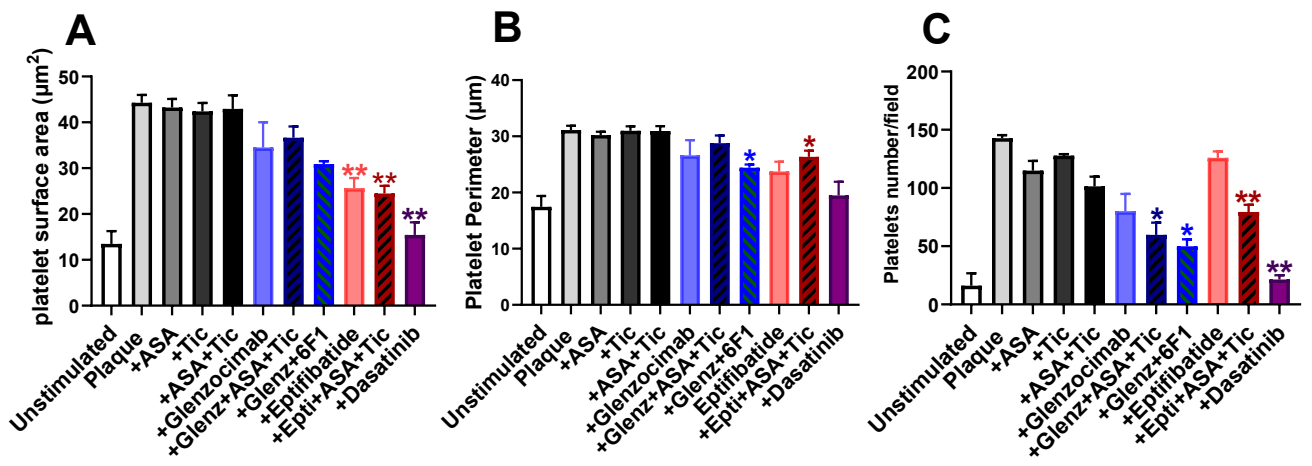 A
platelet surface area (µm²)
50
40
30
20
10
0
**
**
**
Unstimulated
Plaque
+ASA
+Tic
+ASA+Tic
+Glenzocimab
+Glenz+ASA+Tic
+Glenz+6F1
+Eptifibatide
+Epti+ASA+Tic
+Dasatinib
B
Platelet Perimeter (µm)
40
30
20
10
0
*
*
Unstimulated
Plaque
+ASA
+Tic
+ASA+Tic
+Glenzocimab
+Glenz+ASA+Tic
+Glenz+6F1
Eptifibatide
+Epti+ASA+Tic
+Dasatinib
C
Platelets number/field
200
150
100
50
0
*
*
**
**
Unstimulated
Plaque
+ASA
+Tic
+ASA+Tic
+Glenzocimab
+Glenz+ASA+Tic
+Glenz+6F1
+Eptifibatide
+Epti+ASA+Tic
+Dasatinib